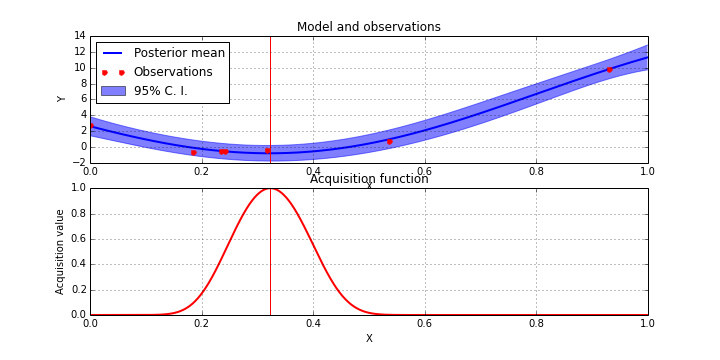 Model and observations
14
12
10
8
6
4
2
0
−2
Y
Posterior mean
Observations
95% C. I.
0.0 0.2 0.4 0.6 0.8 1.0
X
Acquisition function
1.0
0.8
0.6
0.4
0.2
0.0
Acquisition value
0.0 0.2 0.4 0.6 0.8 1.0
X